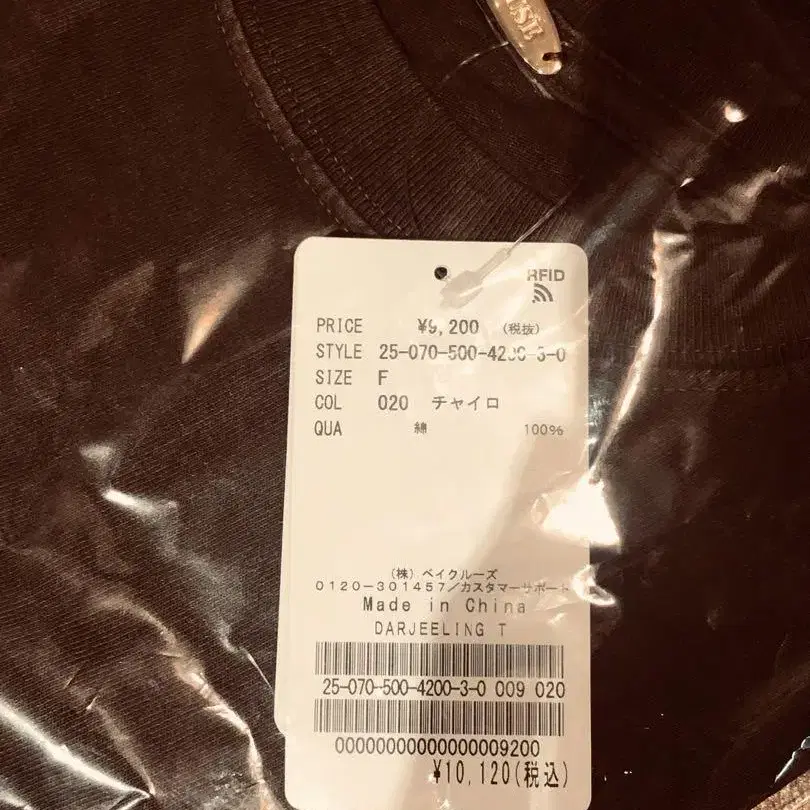 RFID
PRICE ¥9,200 (税抜)
STYLE 25-070-500-4200-3-0
SIZE F
COL 020 チャイロ
QUA 綿 100%
(株)ベイクルーズ
0120-301457/カスタマーサポート
Made in China
DARJEELING T
25-070-500-4200-3-0 009 020
00000000000000009200
¥10,120(税込)